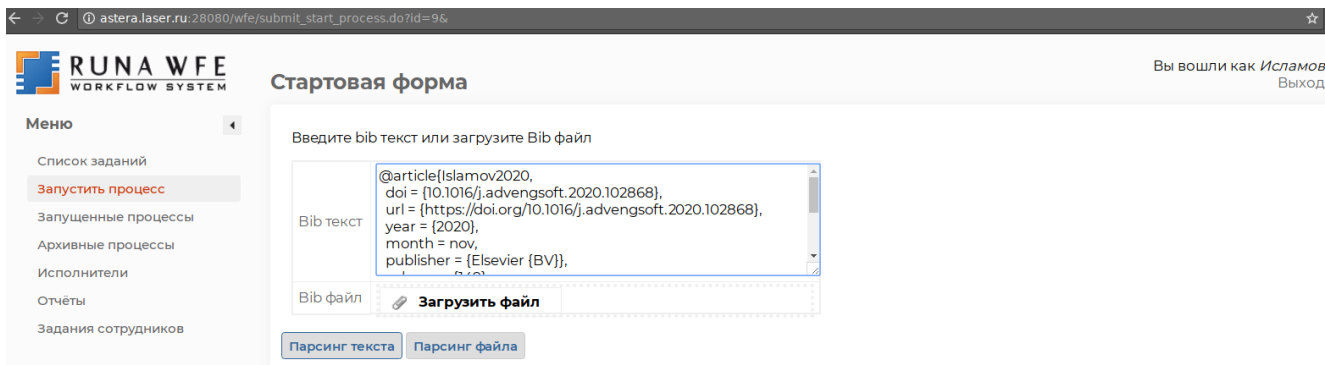 astera.laser.ru:28080/wfe/submit_start_process.do?id=9&
RUNA WFE
WORKFLOW SYSTEM
Стартовая форма
Вы вошли как Исламов
Выход
Меню
Список заданий
Запустить процесс
Запущенные процессы
Архивные процессы
Исполнители
Отчёты
Задания сотрудников
Введите bib текст или загрузите Bib файл
Bib текст
@article{Islamov2020,
doi = {10.1016/j.advengsoft.2020.102868},
url = {https://doi.org/10.1016/j.advengsoft.2020.102868},
year = {2020},
month = nov,
publisher = {Elsevier {BV}},
Bib файл
Загрузить файл
Парсинг текста
Парсинг файла